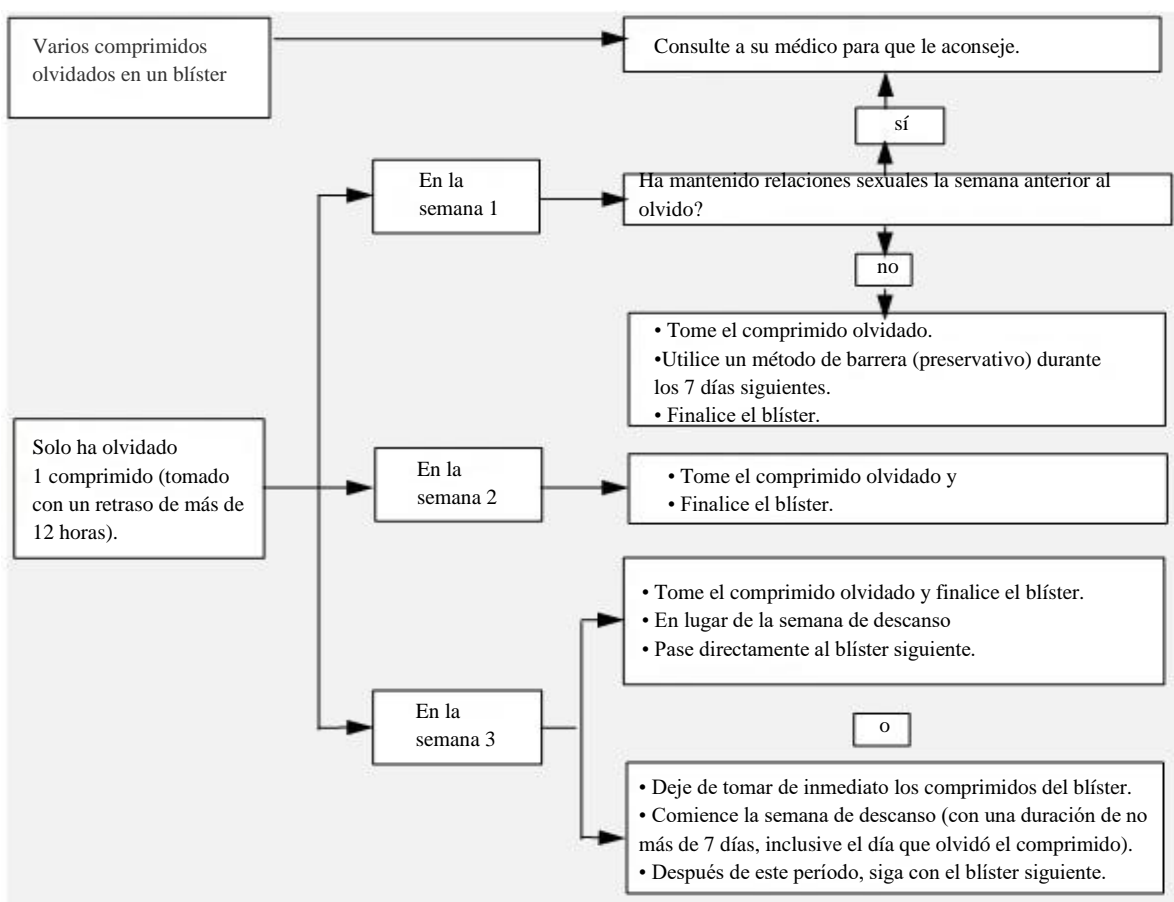 Varios comprimidos
olvidados en un blíster
Consulte a su médico para que le aconseje.
sí
En la
semana 1
Ha mantenido relaciones sexuales la semana anterior al
olvido?
no
• Tome el comprimido olvidado.
•Utilice un método de barrera (preservativo) durante
los 7 días siguientes.
• Finalice el blíster.
Solo ha olvidado
1 comprimido (tomado
con un retraso de más de
12 horas).
En la
semana 2
• Tome el comprimido olvidado y
• Finalice el blíster.
• Tome el comprimido olvidado y finalice el blíster.
• En lugar de la semana de descanso
• Pase directamente al blíster siguiente.
En la
semana 3
o
• Deje de tomar de inmediato los comprimidos del blíster.
• Comience la semana de descanso (con una duración de no
más de 7 días, inclusive el día que olvidó el comprimido).
• Después de este período, siga con el blíster siguiente.